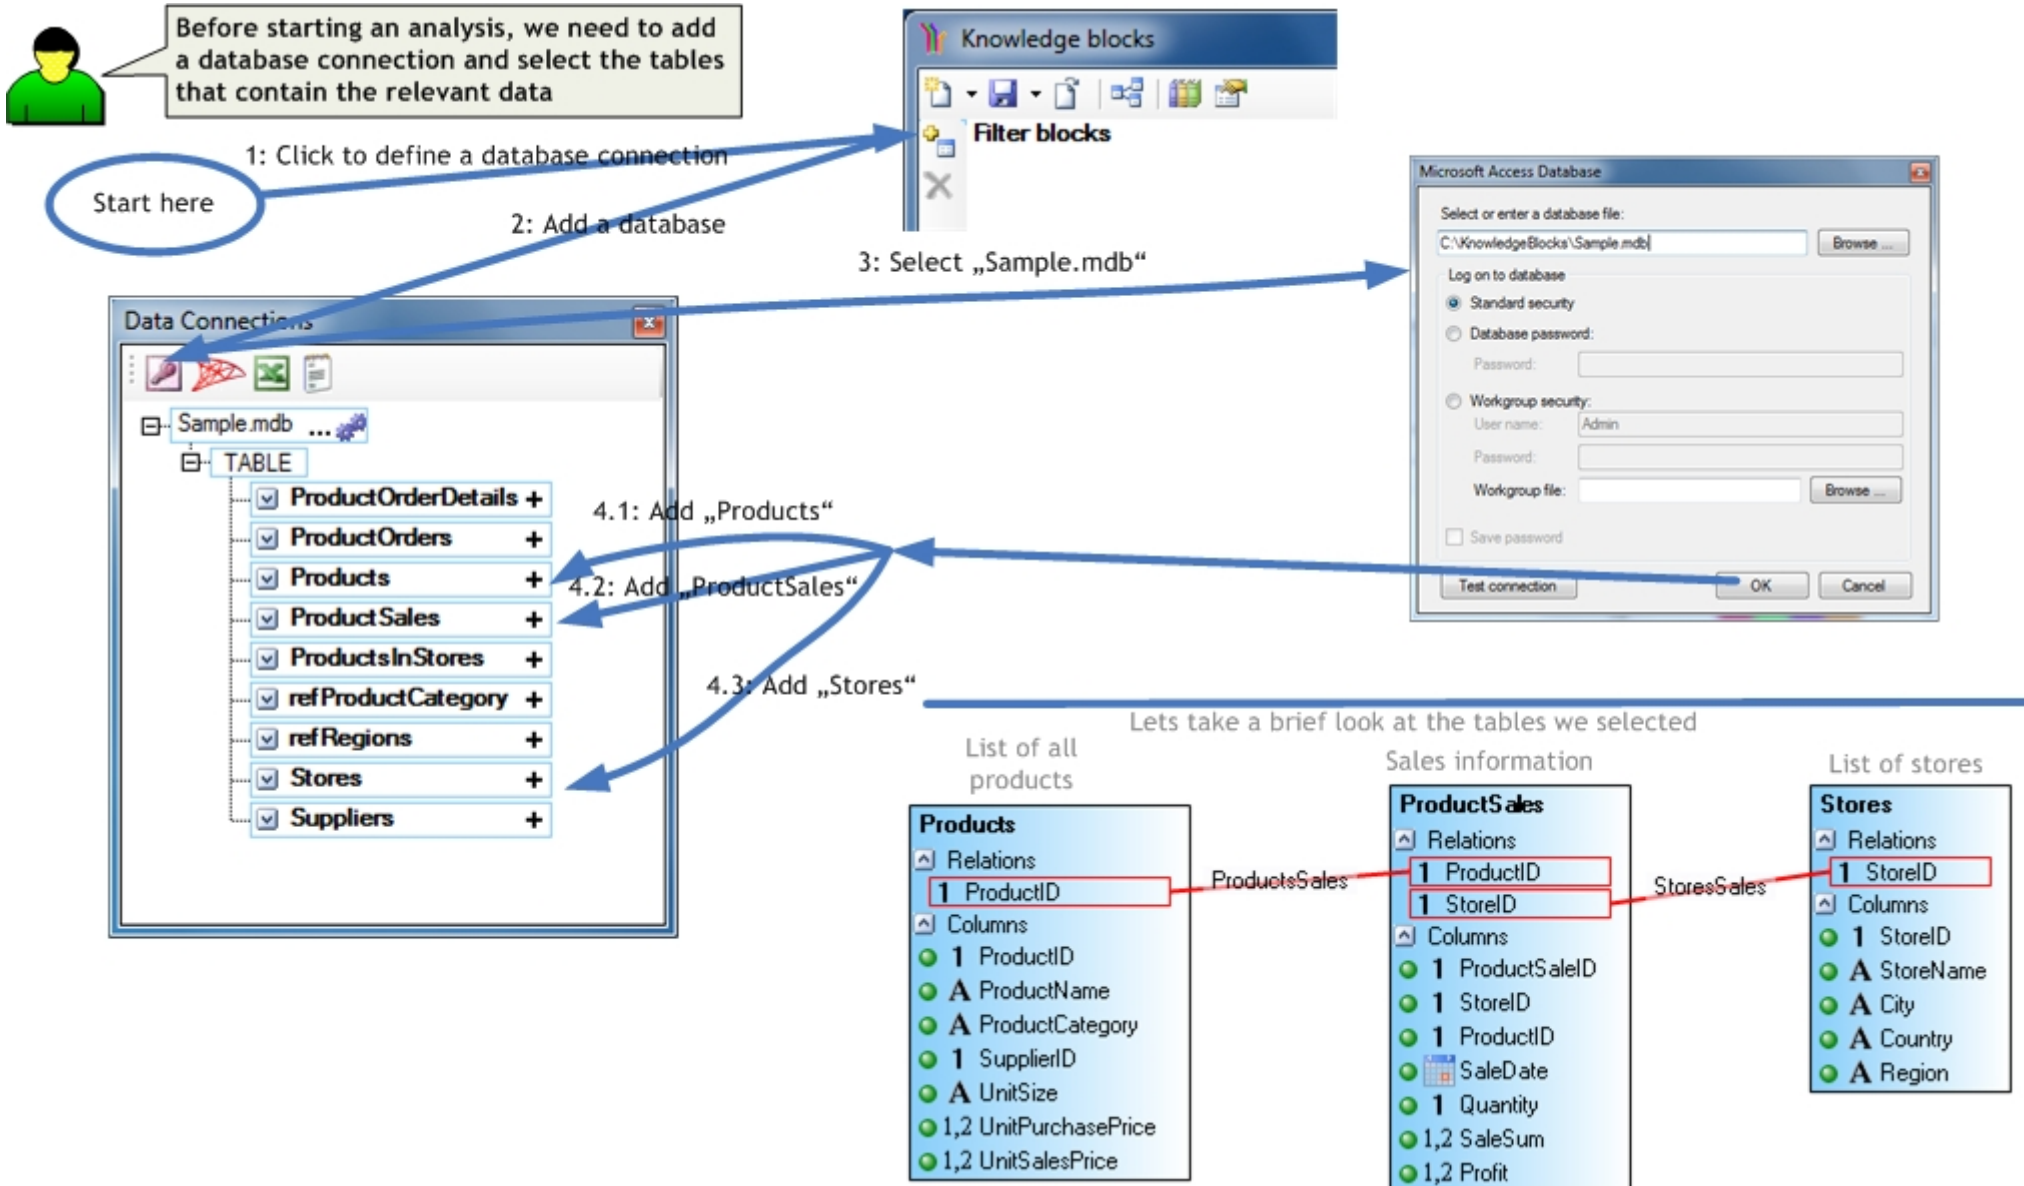 Before starting an analysis, we need to add
a database connection and select the tables
that contain the relevant data
Knowledge blocks
Filter blocks
1: Click to define a database connection
Start here
2: Add a database
3: Select „Sample.mdb“
Microsoft Access Database
Select or enter a database file:
C:\KnowledgeBlocks\Sample.mdb
Browse ...
Log on to database
Standard security
Database password:
Password:
Workgroup security:
User name:
Admin
Password:
Workgroup file:
Browse ...
Save password
Test connection
OK
Cancel
Data Connections
Sample.mdb ...
TABLE
ProductOrderDetails +
ProductOrders +
Products +
ProductSales +
ProductsInStores +
refProductCategory +
refRegions +
Stores +
Suppliers +
4.1: Add „Products“
4.2: Add „ProductSales“
4.3: Add „Stores“
Lets take a brief look at the tables we selected
List of all
products
Products
Relations
1 ProductID
Columns
1 ProductID
A ProductName
A ProductCategory
1 SupplierID
A UnitSize
1,2 UnitPurchasePrice
1,2 UnitSalesPrice
ProductsSales
Sales information
ProductSales
Relations
1 ProductID
1 StoreID
Columns
1 ProductSaleID
1 StoreID
1 ProductID
SaleDate
1 Quantity
1,2 SaleSum
1,2 Profit
StoresSales
List of stores
Stores
Relations
1 StoreID
Columns
1 StoreID
A StoreName
A City
A Country
A Region